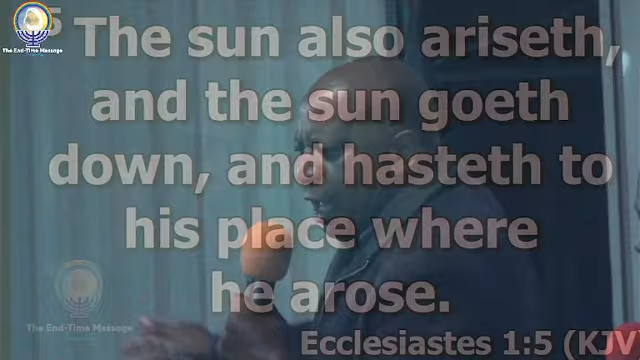 5 The sun also ariseth,
and the sun goeth
down, and hasteth to
his place where
he arose.
Ecclesiastes 1:5 (KJV
The End-Time Message
The End-Time Message